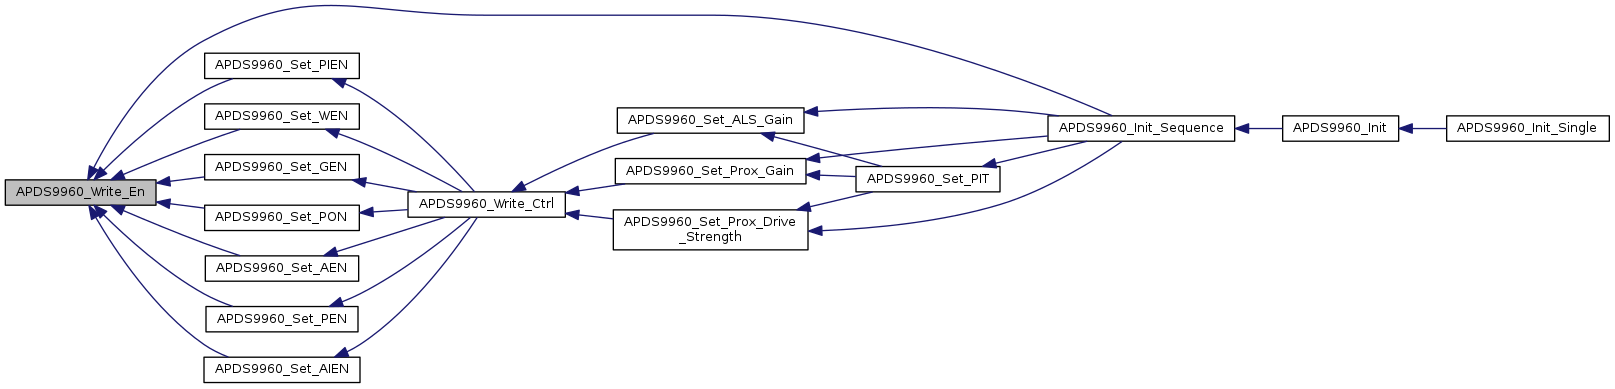 APDS9960_Write_En
APDS9960_Set_PIEN
APDS9960_Set_WEN
APDS9960_Set_GEN
APDS9960_Set_PON
APDS9960_Set_AEN
APDS9960_Set_PEN
APDS9960_Set_AIEN
APDS9960_Write_Ctrl
APDS9960_Set_ALS_Gain
APDS9960_Set_Prox_Gain
APDS9960_Set_Prox_Drive
_Strength
APDS9960_Set_PIT
APDS9960_Init_Sequence
APDS9960_Init
APDS9960_Init_Single